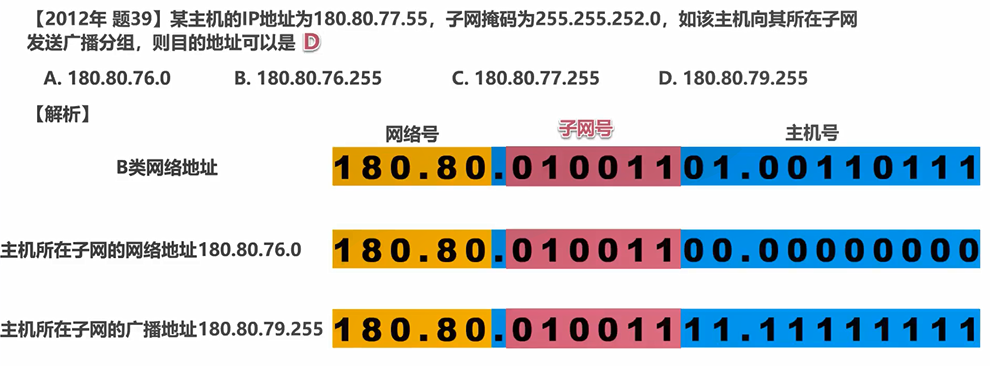 【2012年 题39】某主机的IP地址为180.80.77.55，子网掩码为255.255.252.0，如该主机向其所在子网
发送广播分组，则目的地址可以是 D
A. 180.80.76.0 B. 180.80.76.255 C. 180.80.77.255 D. 180.80.79.255
【解析】
网络号 子网号 主机号
B类网络地址 180.80.01001101.00110111
主机所在子网的网络地址180.80.76.0 180.80.01001100.00000000
主机所在子网的广播地址180.80.79.255 180.80.01001111.11111111